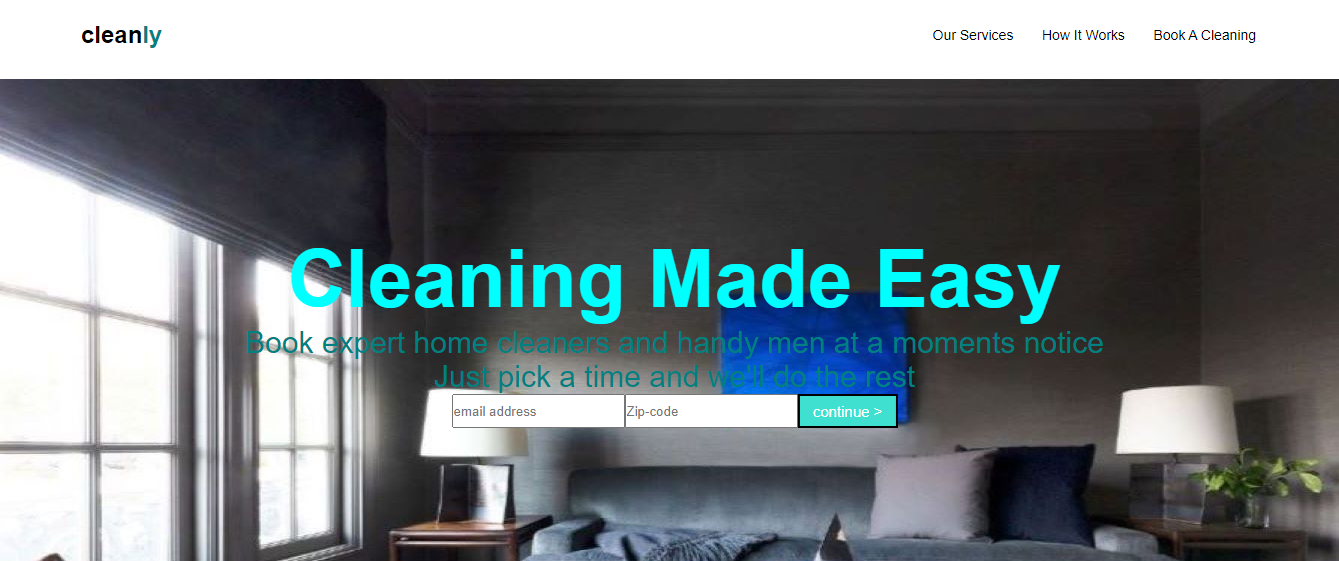 cleanly
Our Services How It Works Book A Cleaning
Cleaning Made Easy
Book expert home cleaners and handy men at a moments notice
Just pick a time and we'll do the rest
email address Zip-code continue >